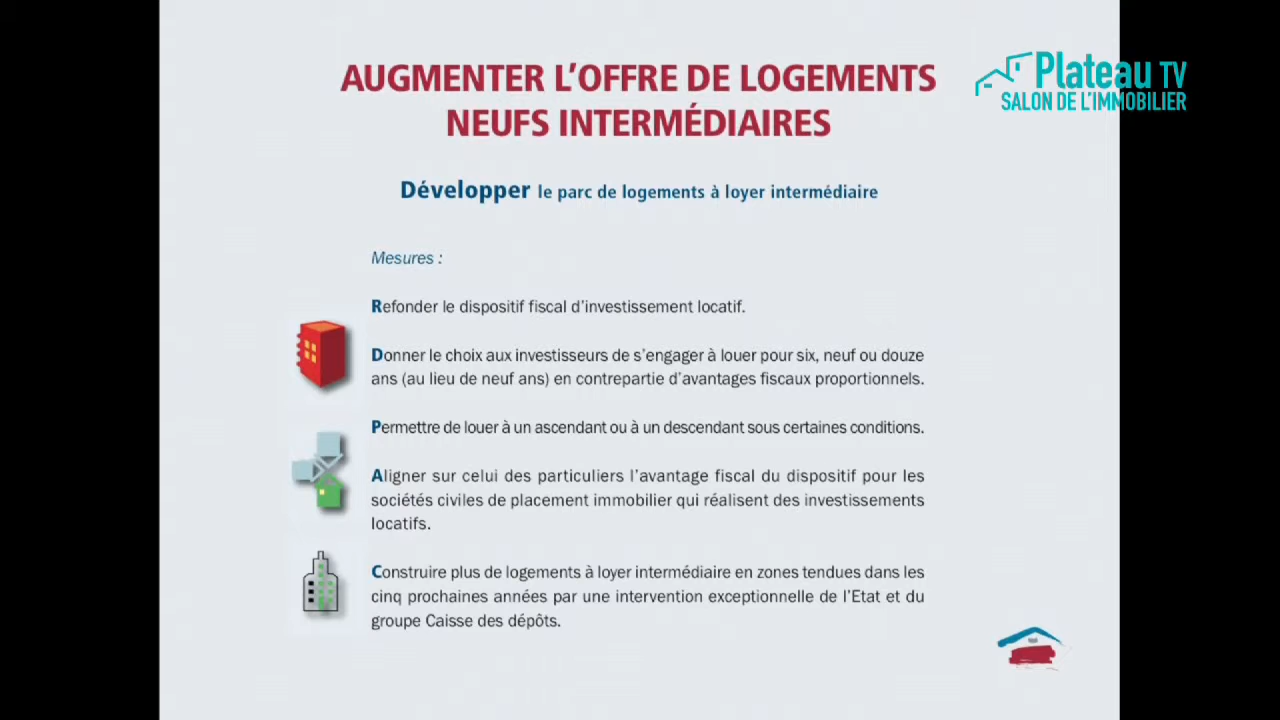 AUGMENTER L'OFFRE DE LOGEMENTS
NEUFS INTERMÉDIAIRES
Plateau TV
SALON DE L'IMMOBILIER
Développer le parc de logements à loyer intermédiaire
Mesures :
Refonder le dispositif fiscal d'investissement locatif.
Donner le choix aux investisseurs de s'engager à louer pour six, neuf ou douze
ans (au lieu de neuf ans) en contrepartie d'avantages fiscaux proportionnels.
Permettre de louer à un ascendant ou à un descendant sous certaines conditions.
Aligner sur celui des particuliers l'avantage fiscal du dispositif pour les
sociétés civiles de placement immobilier qui réalisent des investissements
locatifs.
Construire plus de logements à loyer intermédiaire en zones tendues dans les
cinq prochaines années par une intervention exceptionnelle de l'Etat et du
groupe Caisse des dépôts.